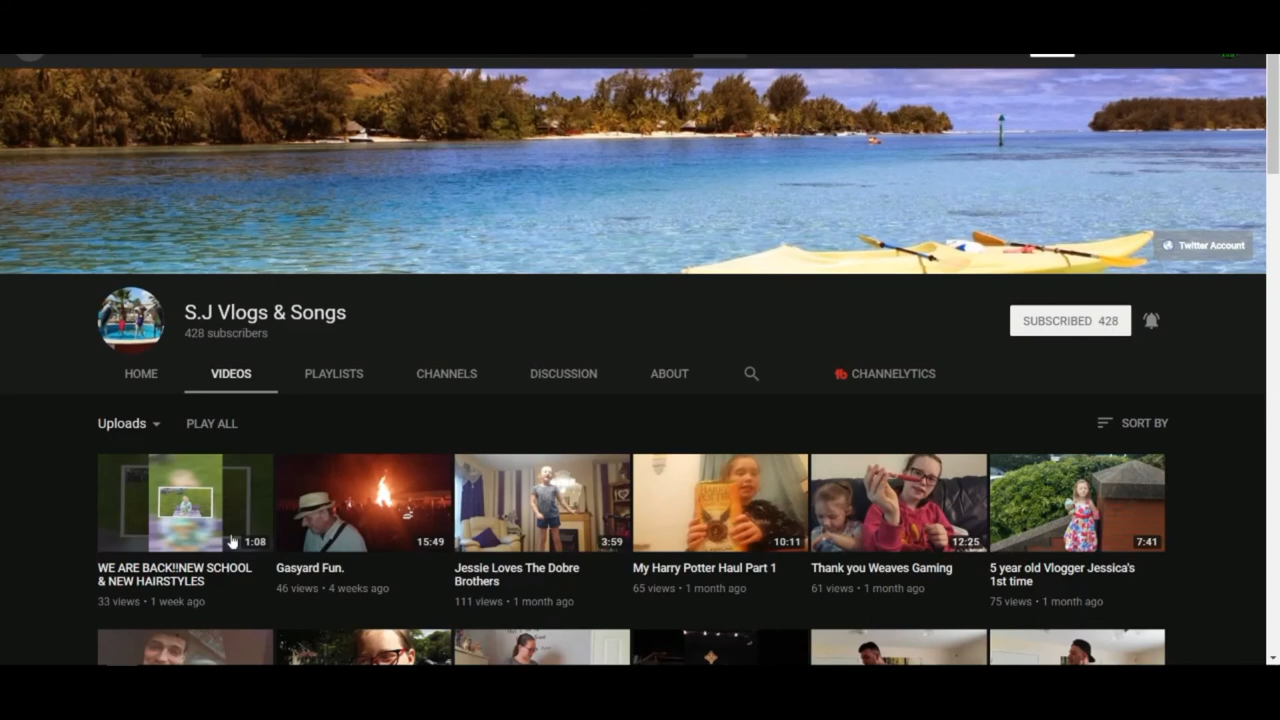 Twitter Account
S.J Vlogs & Songs
428 subscribers
SUBSCRIBED 428
HOME
VIDEOS
PLAYLISTS
CHANNELS
DISCUSSION
ABOUT
CHANNELYTICS
Uploads
PLAY ALL
SORT BY
1:08
15:49
3:59
10:11
12:25
7:41
WE ARE BACK!!NEW SCHOOL
& NEW HAIRSTYLES
33 views • 1 week ago
Gasyard Fun.
46 views • 4 weeks ago
Jessie Loves The Dobre
Brothers
111 views • 1 month ago
My Harry Potter Haul Part 1
65 views • 1 month ago
Thank you Weaves Gaming
61 views • 1 month ago
5 year old Vlogger Jessica's
1st time
75 views • 1 month ago